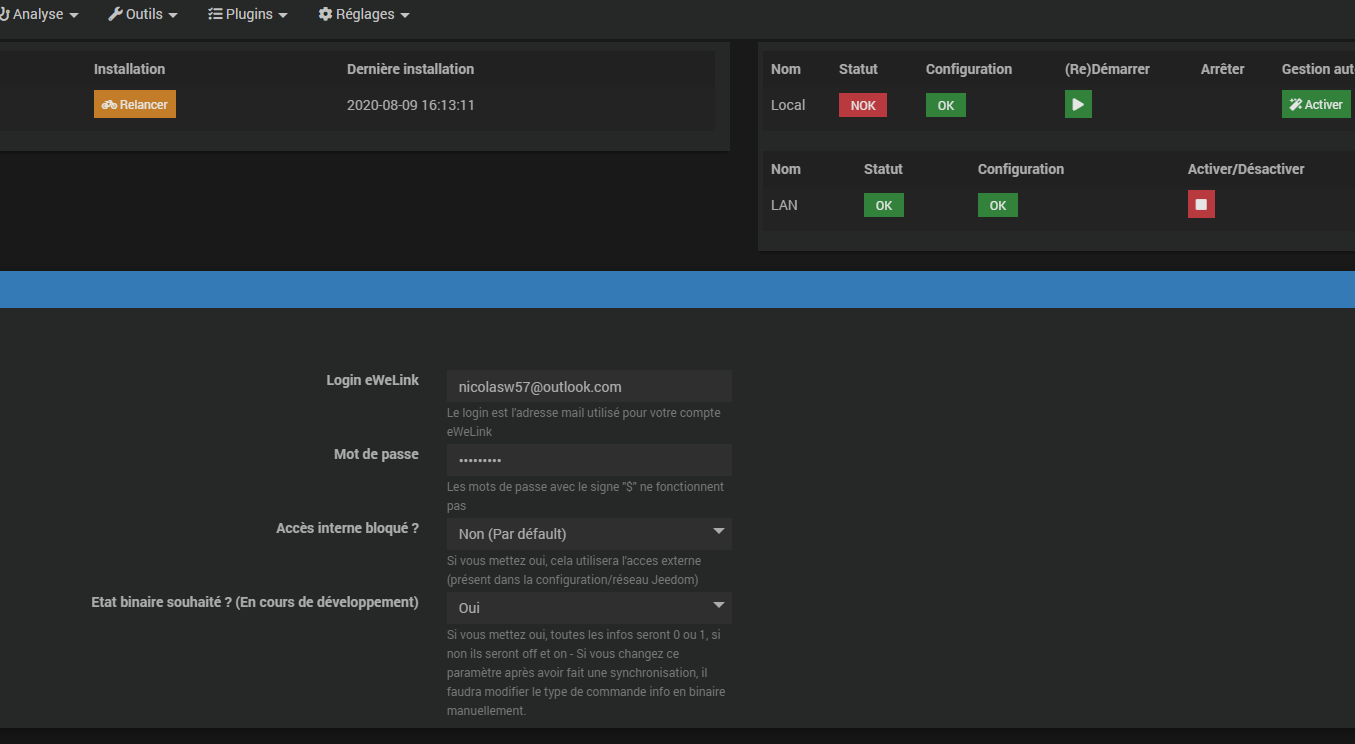 Analyse Outils Plugins Réglages
Installation Dernière installation
Relancer 2020-08-09 16:13:11
Nom Statut Configuration (Re)Démarrer Arrêter Gestion aut
Local NOK OK Activer
Nom Statut Configuration Activer/Désactiver
LAN OK OK
Login eWeLink nicolasw57@outlook.com
Le login est l'adresse mail utilisé pour votre compte
eWeLink
Mot de passe •••••••••
Les mots de passe avec le signe "$" ne fonctionnent
pas
Accès interne bloqué ? Non (Par défault)
Si vous mettez oui, cela utilisera l'acces externe
(présent dans la configuration/réseau Jeedom)
Etat binaire souhaité ? (En cours de développement) Oui
Si vous mettez oui, toutes les infos seront 0 ou 1, si
non ils seront off et on - Si vous changez ce
paramètre après avoir fait une synchronisation, il
faudra modifier le type de commande info en binaire
manuellement.